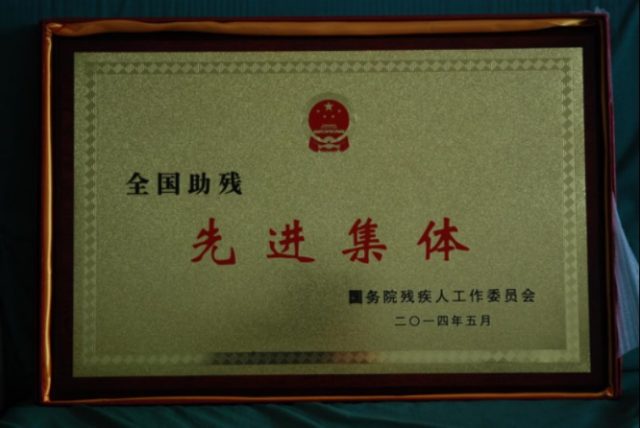 全国助残
先进集体
国务院残疾人工作委员会
二〇一四年五月